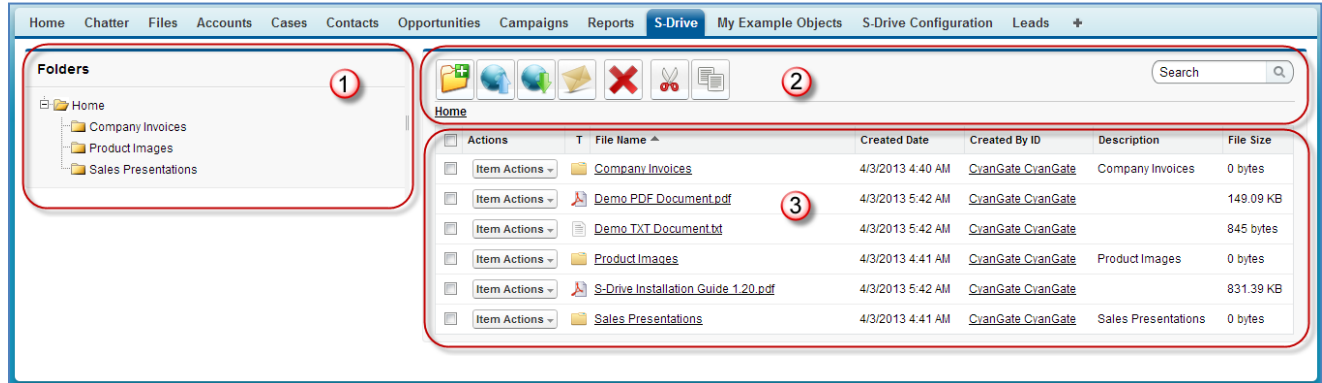 Home Chatter Files Accounts Cases Contacts Opportunities Campaigns Reports S-Drive My Example Objects S-Drive Configuration Leads +
Folders
1
Home
Company Invoices
Product Images
Sales Presentations
2
Search
Home
Actions T File Name Created Date Created By ID Description File Size
Item Actions Company Invoices 4/3/2013 4:40 AM CyanGate CyanGate Company Invoices 0 bytes
Item Actions Demo PDF Document.pdf 4/3/2013 5:42 AM CyanGate CyanGate 149.09 KB
3
Item Actions Demo TXT Document.txt 4/3/2013 5:42 AM CyanGate CyanGate 845 bytes
Item Actions Product Images 4/3/2013 4:41 AM CyanGate CyanGate Product Images 0 bytes
Item Actions S-Drive Installation Guide 1.20.pdf 4/3/2013 5:42 AM CyanGate CyanGate 831.39 KB
Item Actions Sales Presentations 4/3/2013 4:41 AM CyanGate CyanGate Sales Presentations 0 bytes